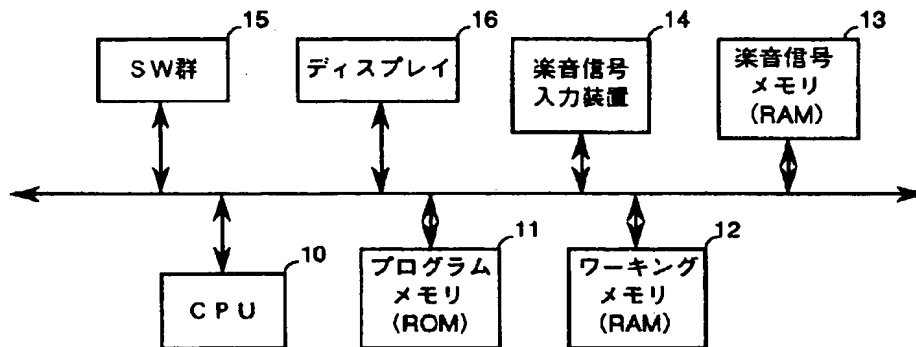 15
SW群
16
ディスプレイ
14
楽音信号
入力装置
13
楽音信号
メモリ
(RAM)
10
CPU
11
プログラム
メモリ
(ROM)
12
ワーキング
メモリ
(RAM)